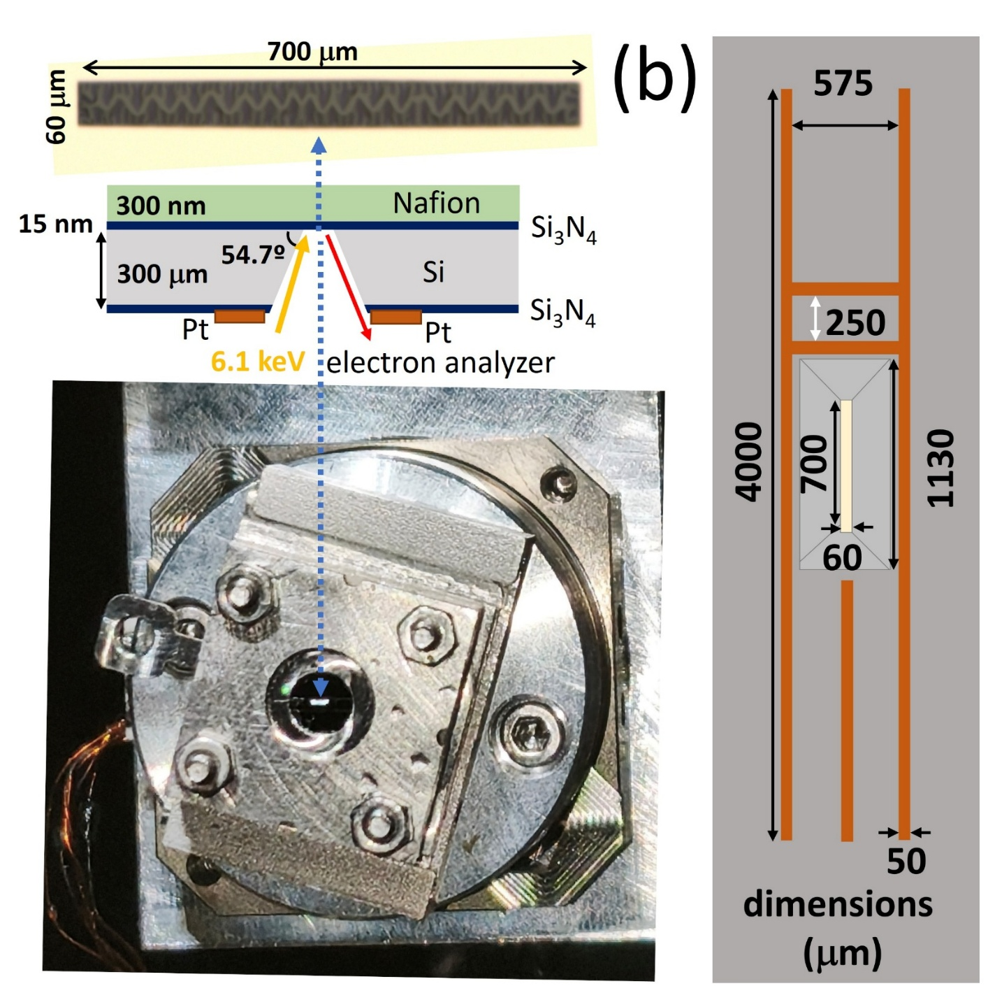 700 μm
60 μm
(b)
300 nm
Nafion
15 nm
Si3N4
54.7º
300 μm
Si
Si3N4
Pt
Pt
6.1 keV
electron analyzer
575
250
4000
700
1130
60
50
dimensions
(μm)